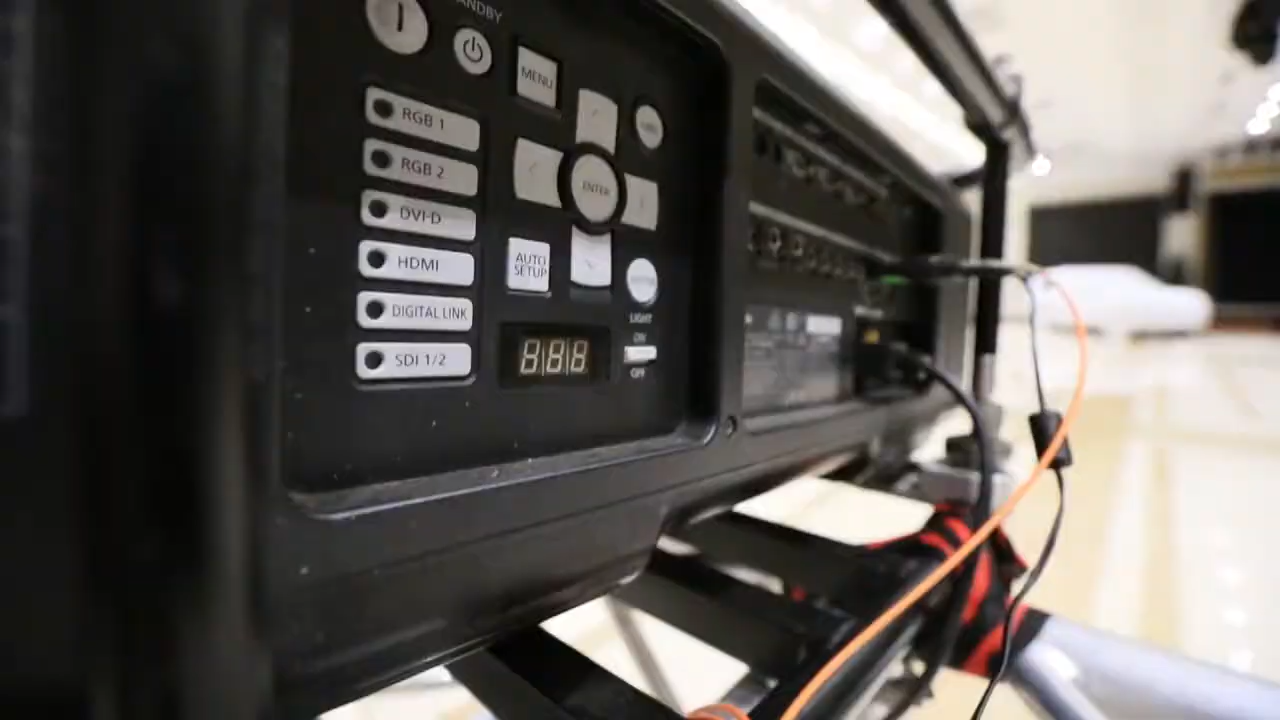 ANDBY
MENU
RGB 1
RGB 2
DVI-D
HDMI
DIGITAL LINK
SDI 1/2
ENTER
AUTO
SETUP
LIGHT
ON
OFF
888